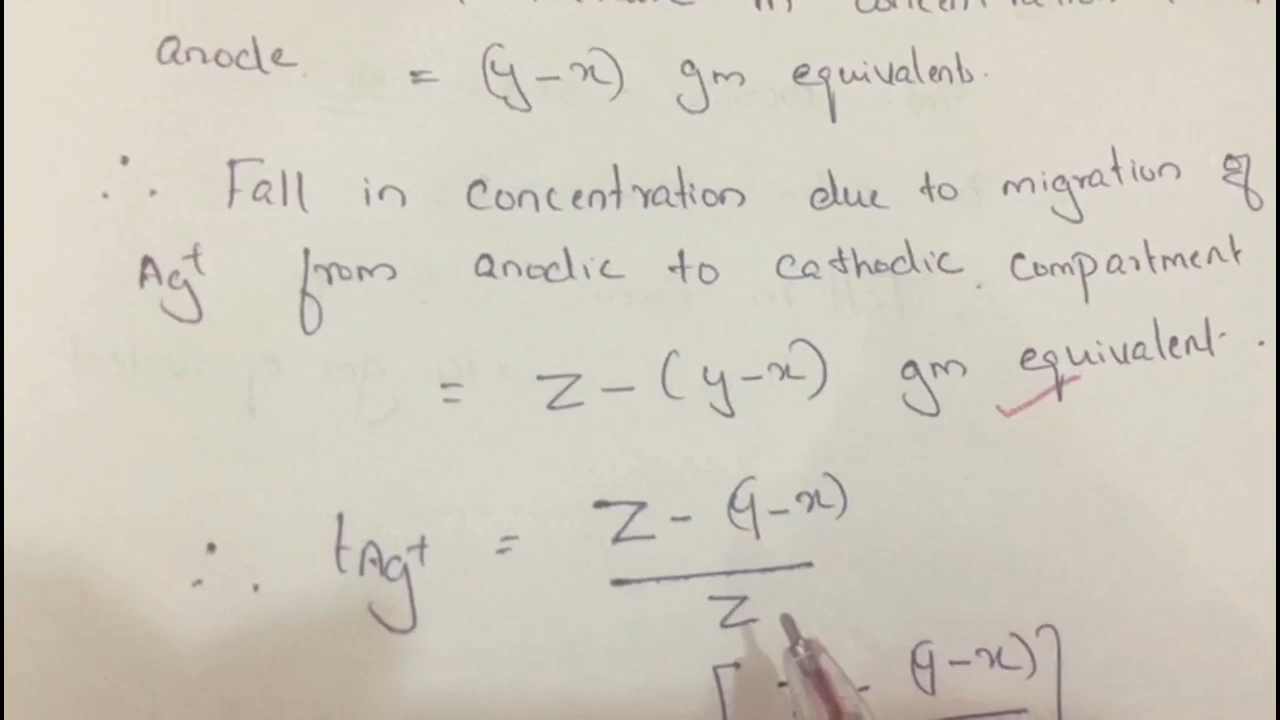 in
anode = (y-x) gm equivalents.
∴ Fall in concentration due to migration of
Ag+ from anodic to cathodic compartment
= z-(y-x) gm equivalent.
∴ tAg+ = z-(y-x)
z
[ - (y-x)]